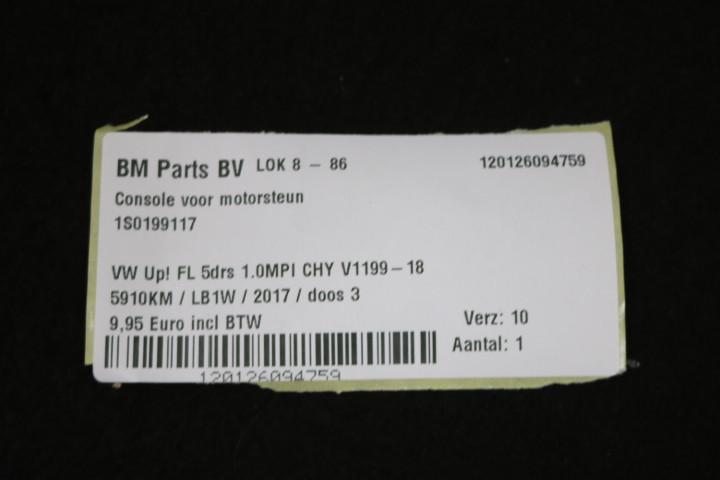 BM Parts BV LOK 8 - 86 120126094759
Console voor motorsteun
1S0199117
VW Up! FL 5drs 1.0MPI CHY V1199-18
5910KM / LB1W / 2017 / doos 3
9,95 Euro incl BTW Verz: 10
Aantal: 1
120126094759